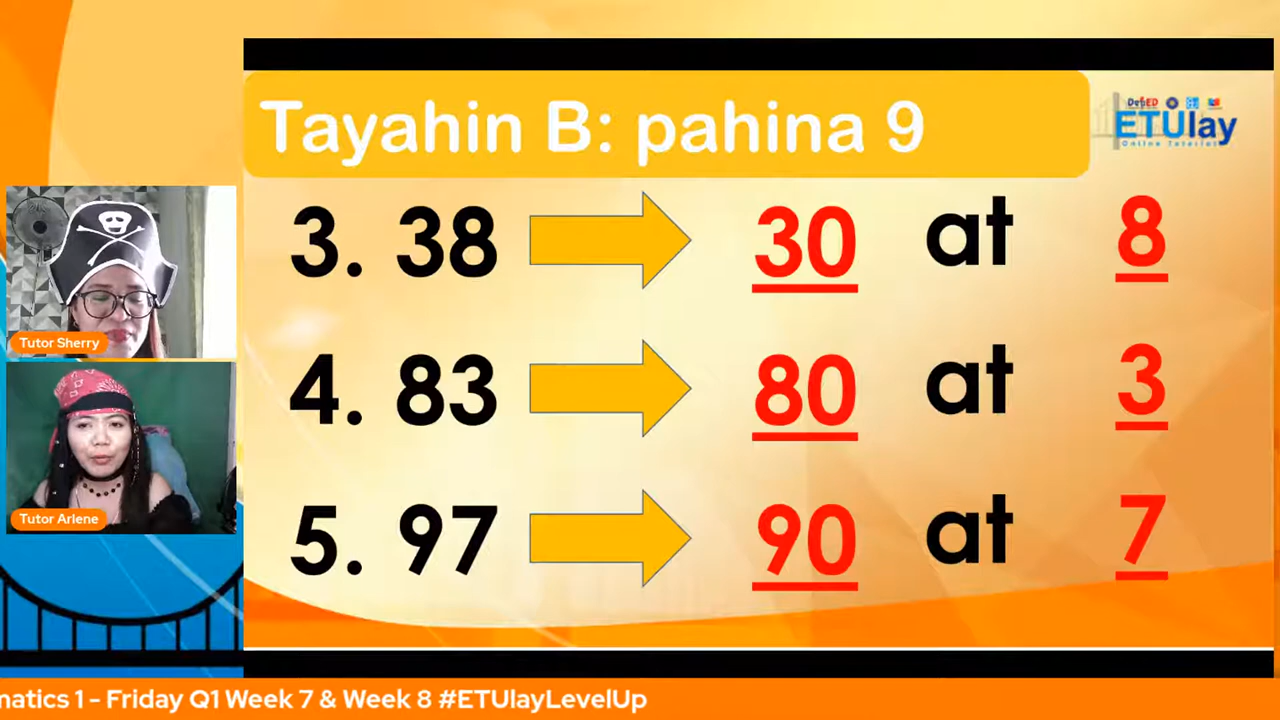 Tayahin B: pahina 9
DepED
ETUlay
Online Tutorial
3. 38 30 at 8
4. 83 80 at 3
5. 97 90 at 7
Tutor Sherry
Tutor Arlene
matics 1 - Friday Q1 Week 7 & Week 8 #ETUlayLevelUp